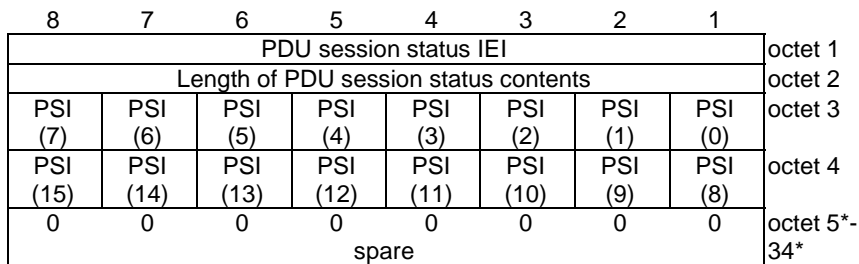 8 7 6 5 4 3 2 1
PDU session status IEI octet 1
Length of PDU session status contents octet 2
PSI PSI PSI PSI PSI PSI PSI PSI octet 3
(7) (6) (5) (4) (3) (2) (1) (0)
PSI PSI PSI PSI PSI PSI PSI PSI octet 4
(15) (14) (13) (12) (11) (10) (9) (8)
0 0 0 0 0 0 0 0 octet 5*-
spare 34*